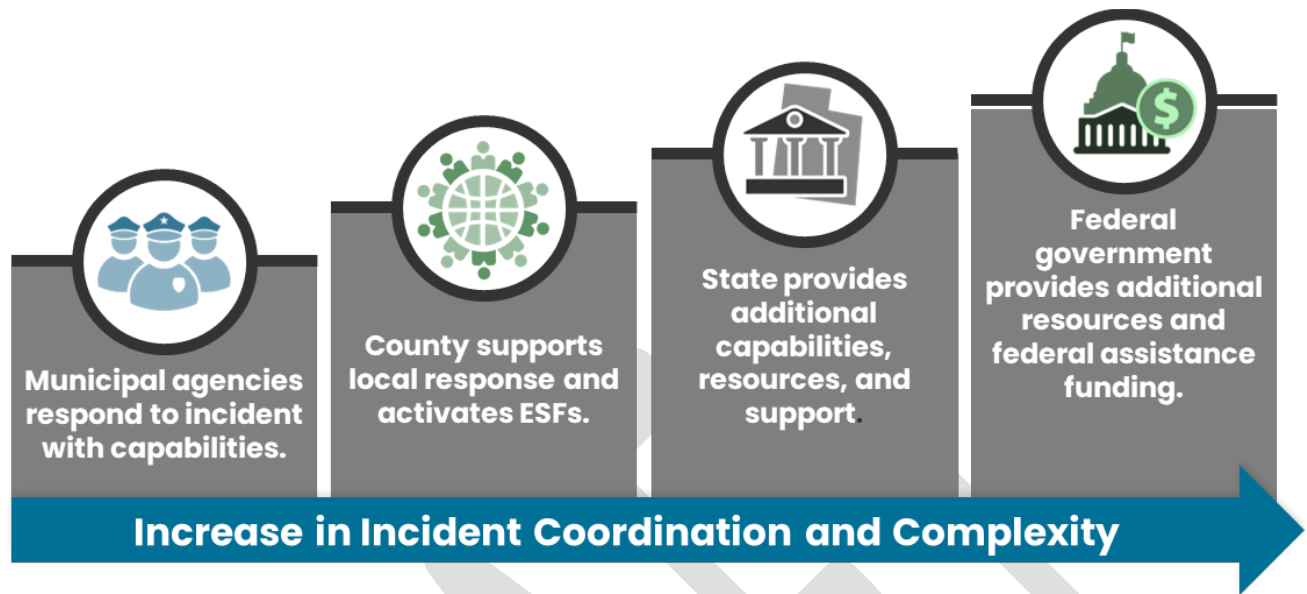 Municipal agencies
respond to incident
with capabilities.
County supports
local response and
activates ESFs.
State provides
additional
capabilities,
resources, and
support.
Federal
government
provides additional
resources and
federal assistance
funding.
$
Increase in Incident Coordination and Complexity